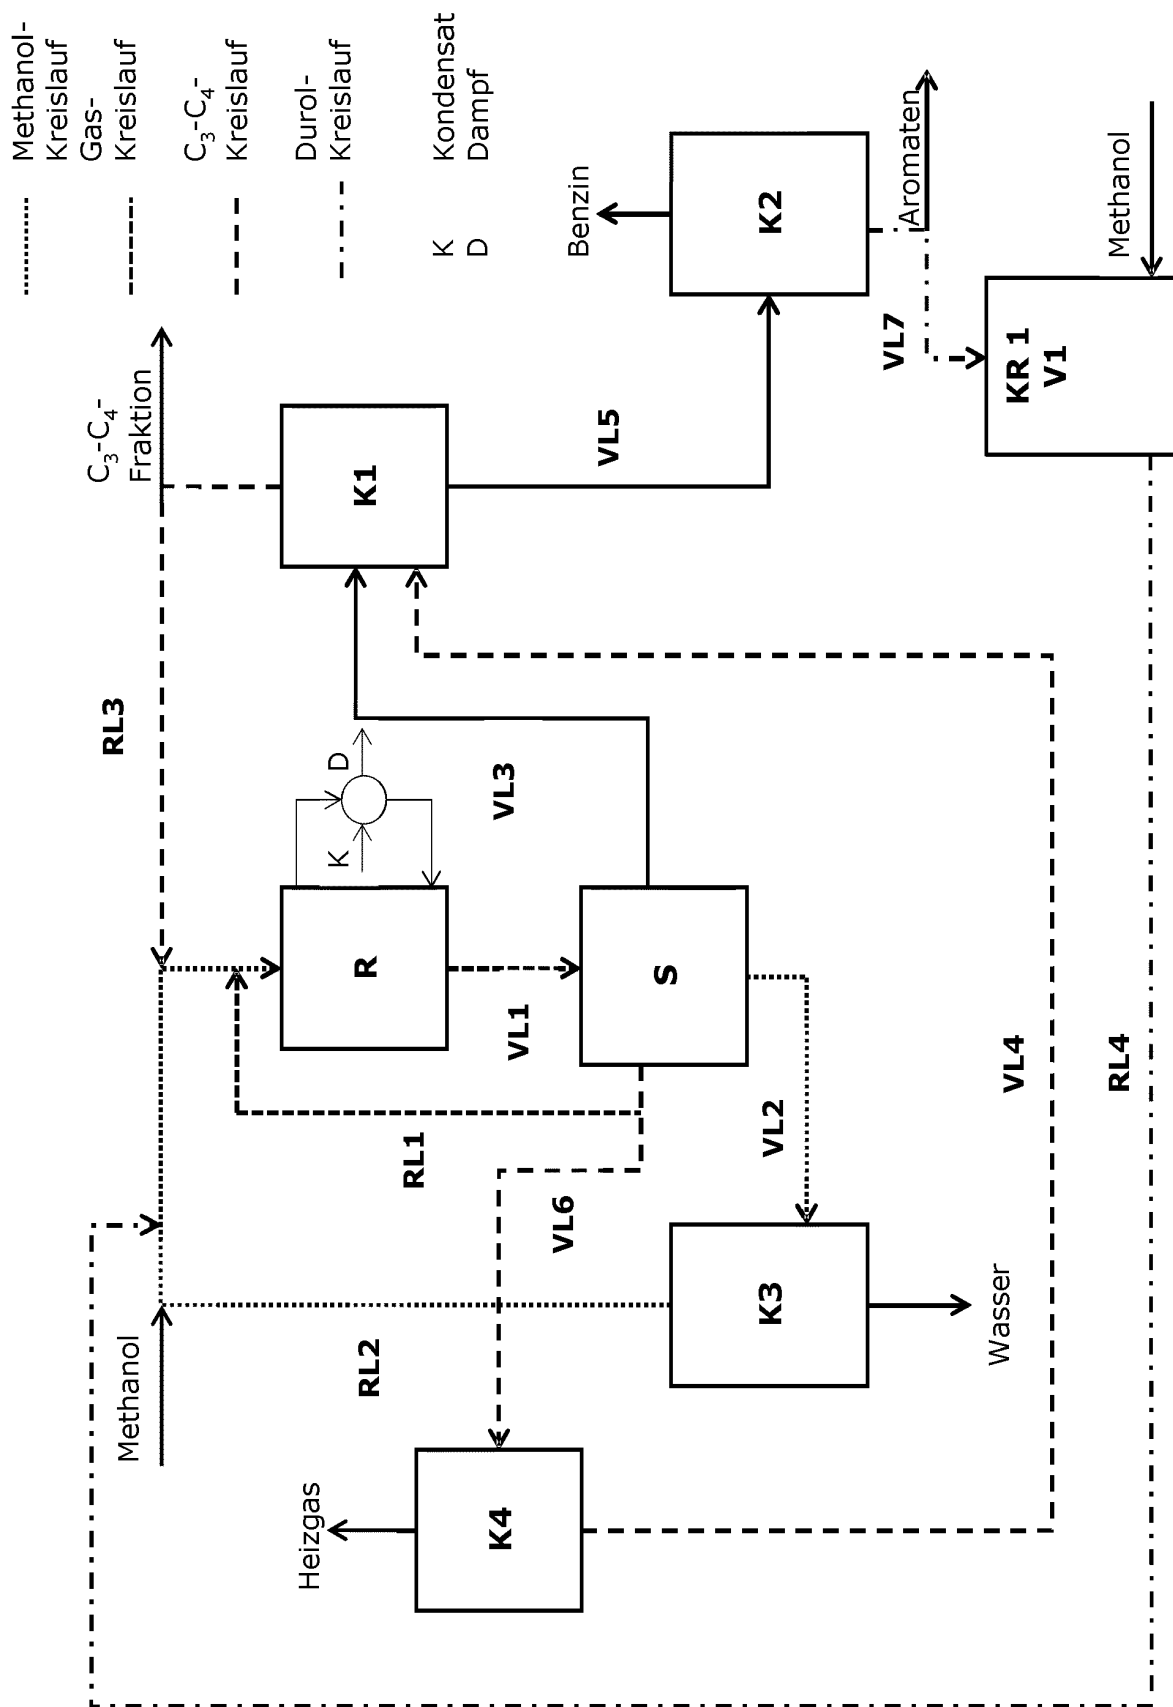 Methanol-
Kreislauf
Gas-
Kreislauf
C₃-C₄-
Kreislauf
Durol-
Kreislauf
K Kondensat
D Dampf
Methanol
RL3
C₃-C₄-
Fraktion
Heizgas
K4
RL2
RL1
R
K
D
K1
VL6
VL1
VL3
VL5
Benzin
K3
VL2
S
K2
Wasser
VL4
VL7
Aromaten
RL4
KR 1
V1
Methanol